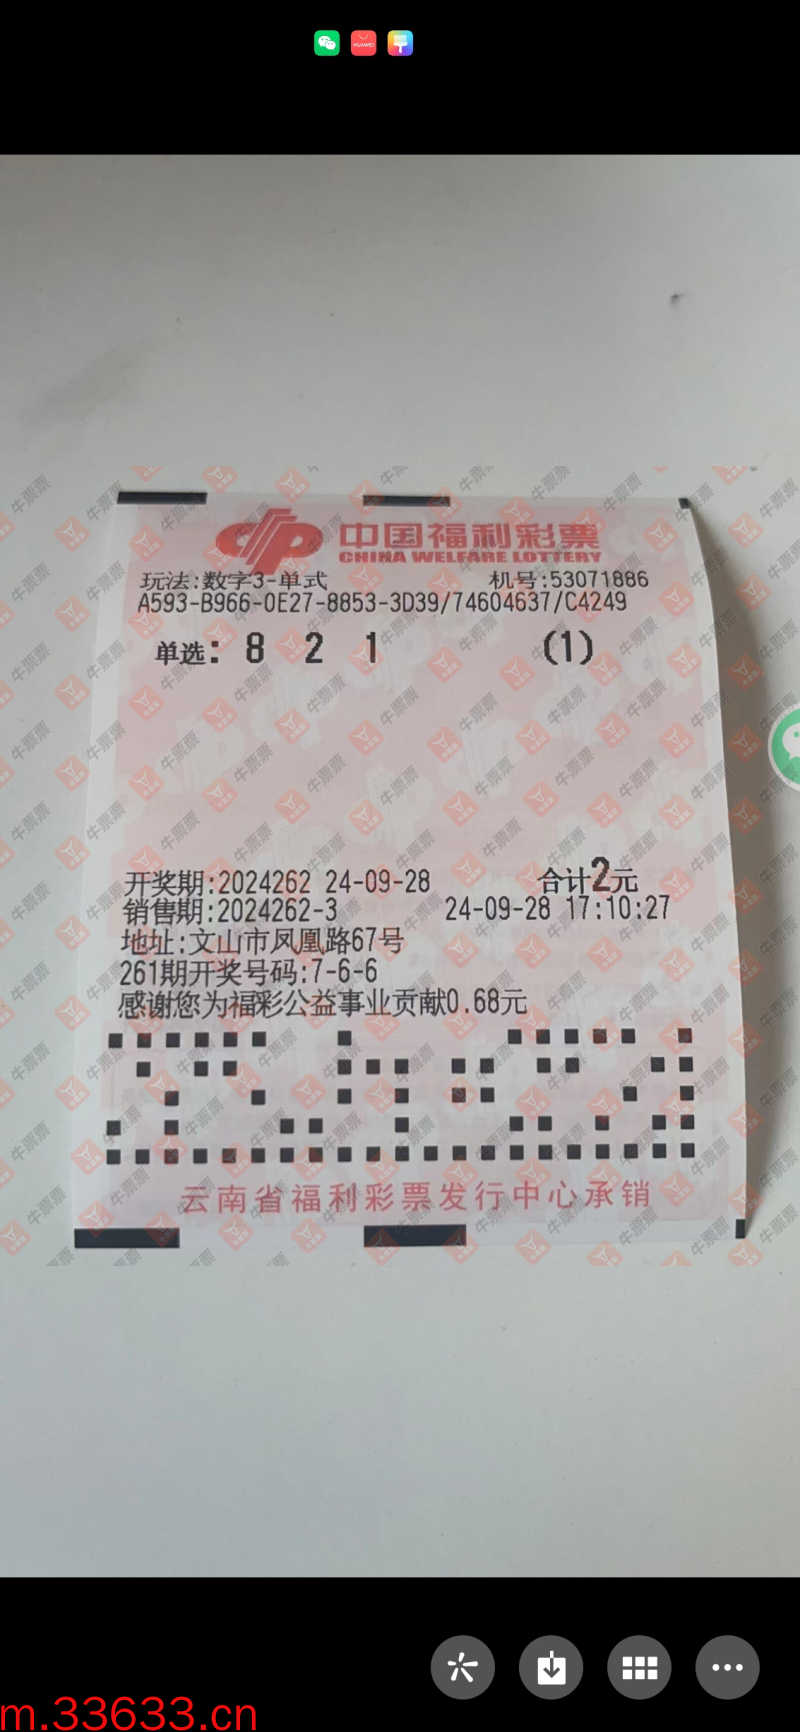 中国福利彩票
CHINA WELFARE LOTTERY
玩法:数字3-单式 机号:53071886
A593-B966-0E27-8853-3D39/74604637/C4249
单选: 8 2 1 (1)
开奖期:2024262 24-09-28 合计2元
销售期:2024262-3 24-09-28 17:10:27
地址:文山市凤凰路67号
261期开奖号码:7-6-6
感谢您为福彩公益事业贡献0.68元
云南省福利彩票发行中心承销
牛票票
m.33633.cn